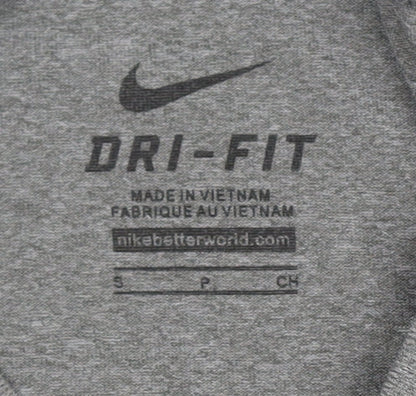 DRI-FIT
MADE IN VIETNAM
FABRIQUE AU VIETNAM
nikebetterworld.com
S P CH